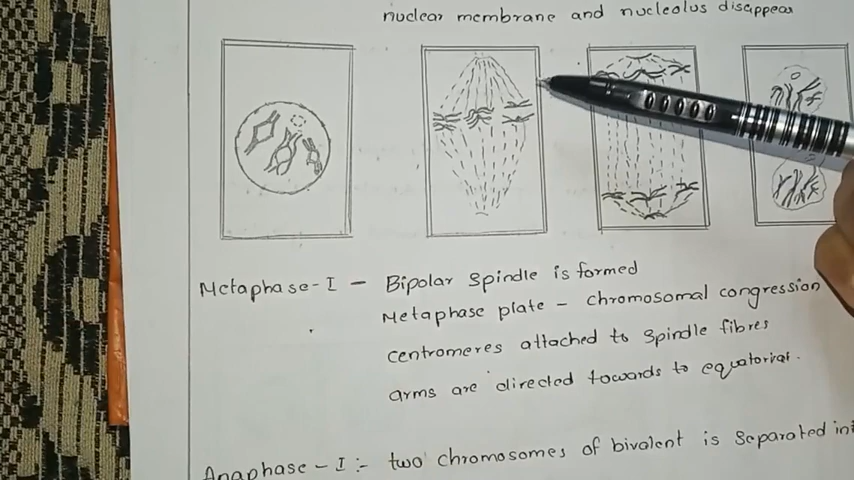 nuclear membrane and nucleolus disappear
Metaphase-I - Bipolar spindle is formed
Metaphase plate - chromosomal congression
centromeres attached to spindle fibres
arms are directed towards to equatorial.
Anaphase-I :- two chromosomes of bivalent is separated